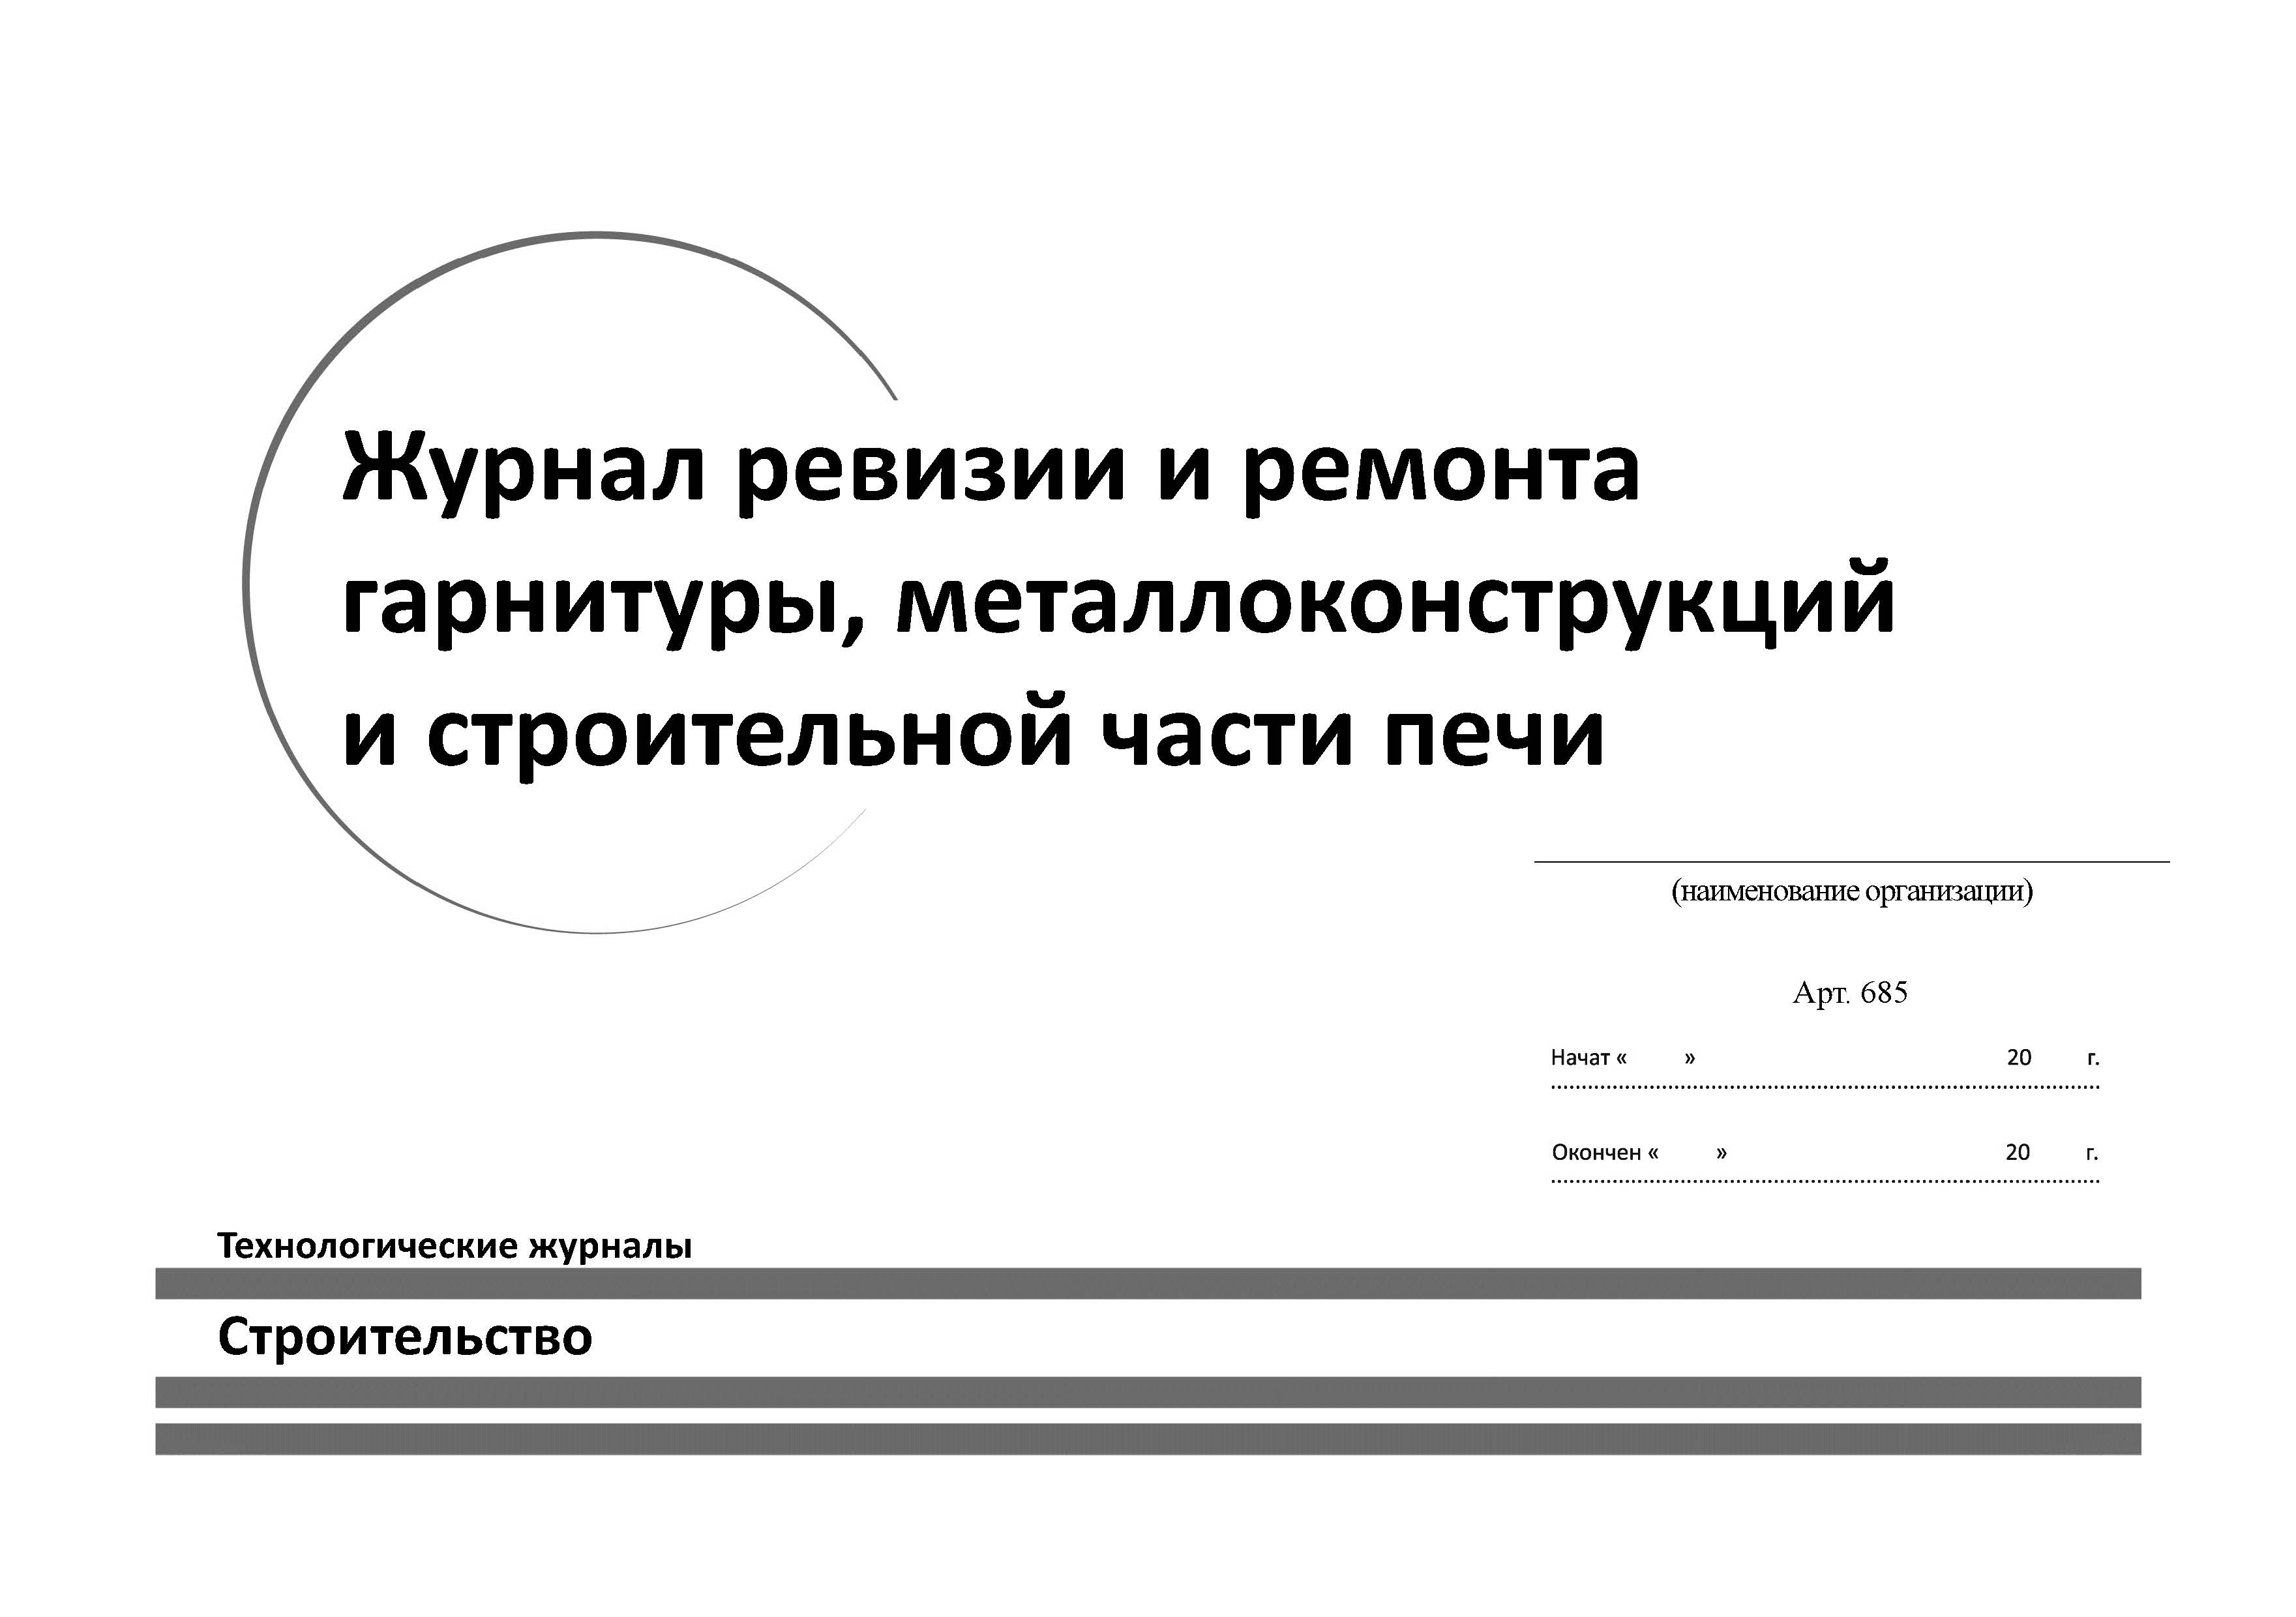 Журнал ревизии и ремонта
гарнитуры, металлоконструкций
и строительной части печи
(наименование организации)
Арт. 685
Начат « » 20 г.
Окончен « » 20 г.
Технологические журналы
Строительство